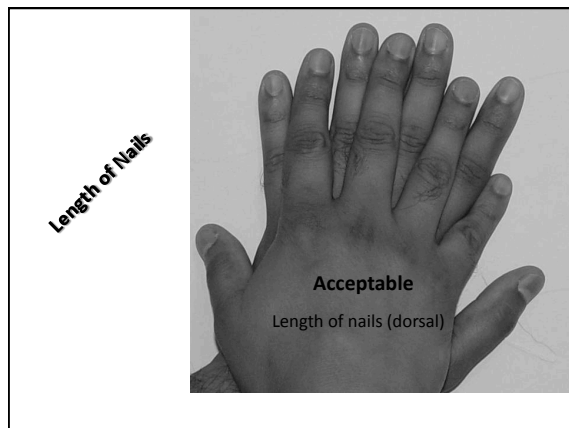 Length of Nails
Acceptable
Length of nails (dorsal)